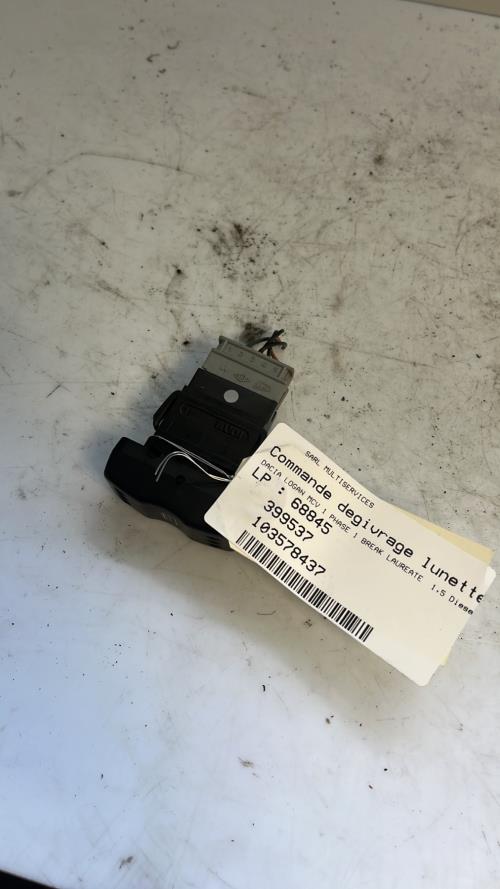 SARL MULTISERVICES
Commande degivrage lunette
DACIA LOGAN MCV 1 PHASE 1 BREAK LAUREATE 1.5 Diese
LP : 68845
399537
103578437